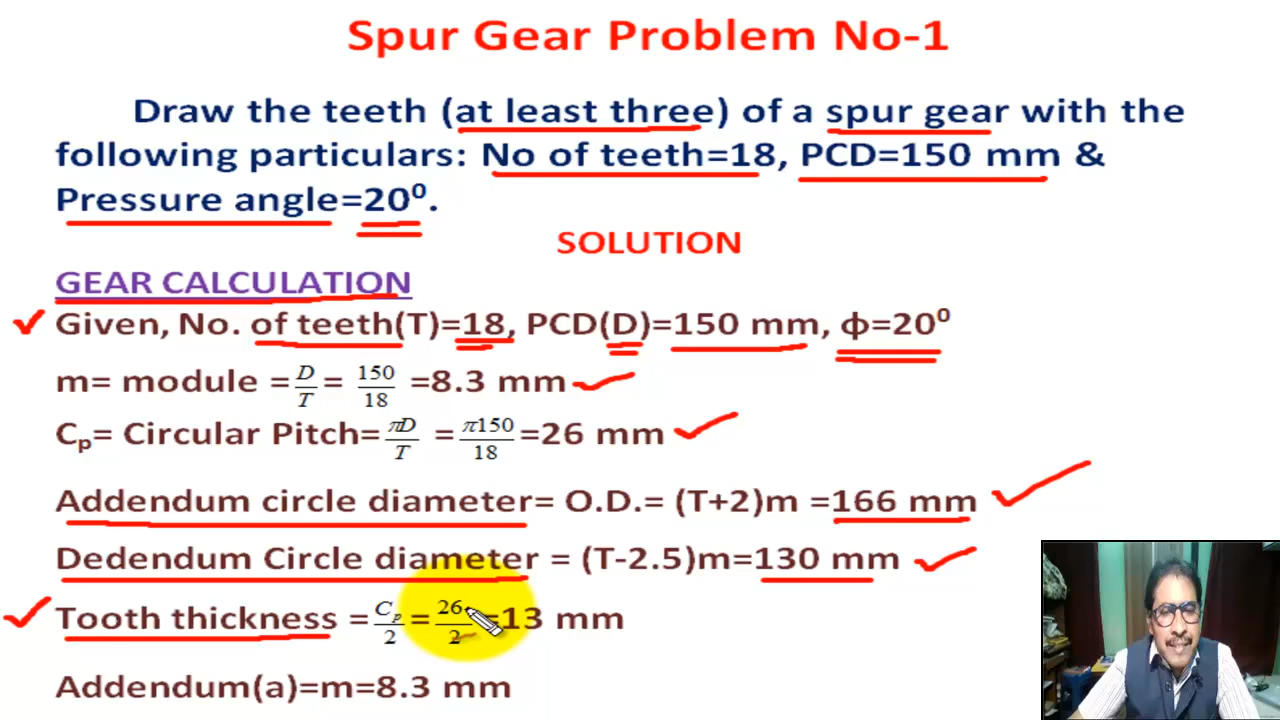 Spur Gear Problem No-1
Draw the teeth (at least three) of a spur gear with the
following particulars: No of teeth=18, PCD=150 mm &
Pressure angle=20⁰.
SOLUTION
GEAR CALCULATION
Given, No. of teeth(T)=18, PCD(D)=150 mm, ϕ=20⁰
m= module = D/T = 150/18 =8.3 mm
Cₚ= Circular Pitch= πD/T = π150/18 =26 mm
Addendum circle diameter= O.D.= (T+2)m =166 mm
Dedendum Circle diameter = (T-2.5)m=130 mm
Tooth thickness = Cₚ/2 = 26/2 =13 mm
Addendum(a)=m=8.3 mm